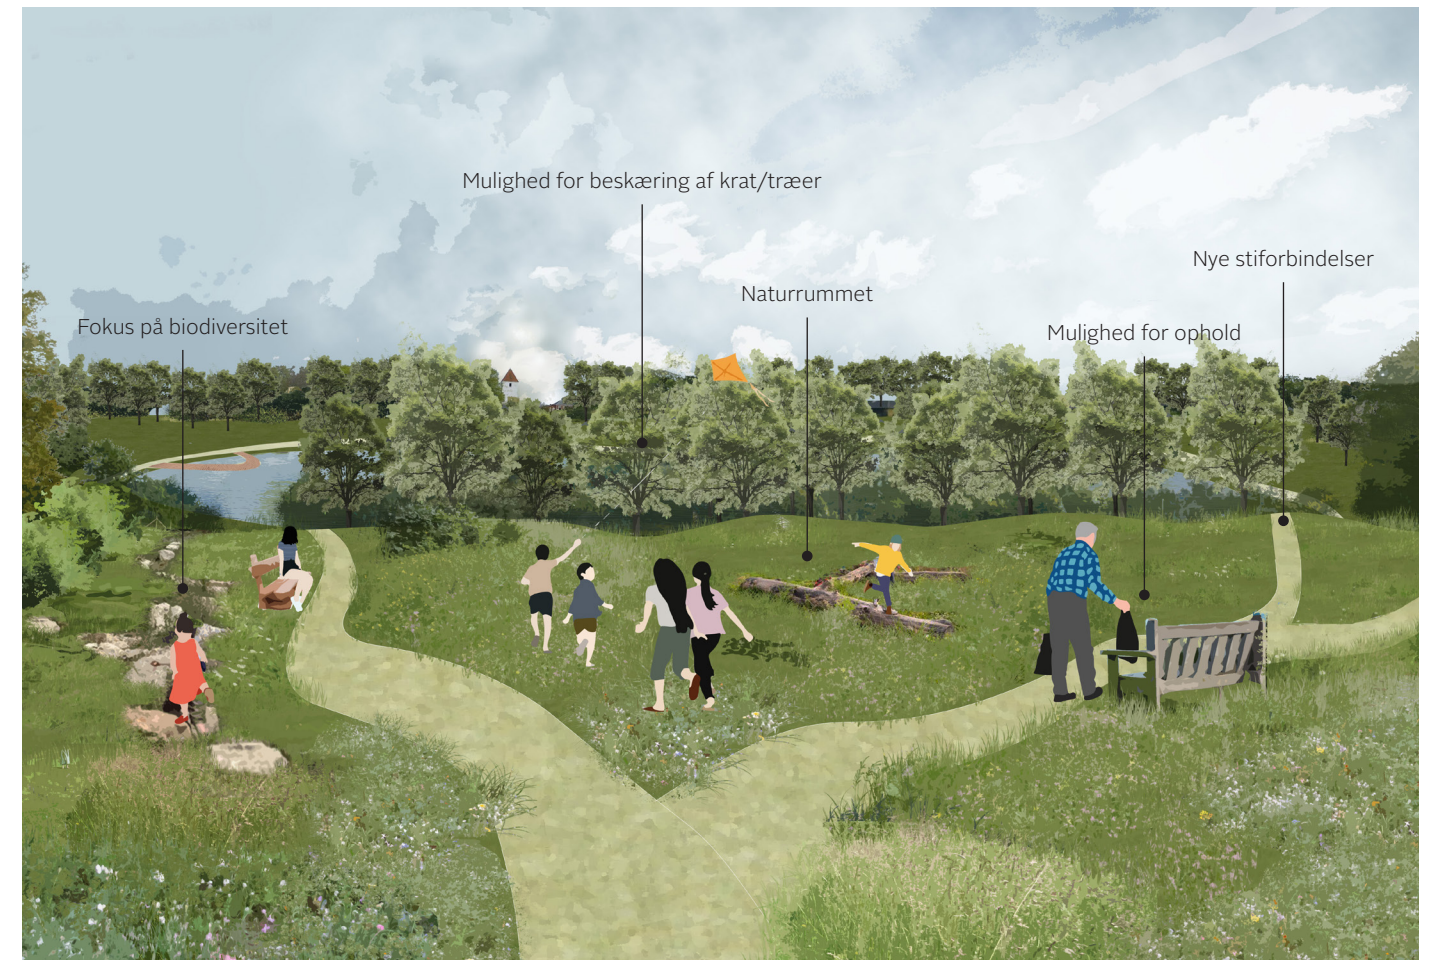 Mulighed for beskæring af krat/træer
Nye stiforbindelser
Naturrummet
Fokus på biodiversitet
Mulighed for ophold